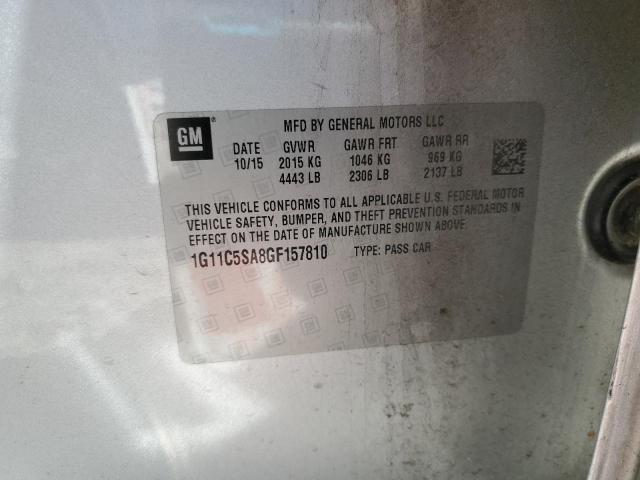 GM
MFD BY GENERAL MOTORS LLC
DATE GVWR GAWR FRT GAWR RR
10/15 2015 KG 1046 KG 969 KG
4443 LB 2306 LB 2137 LB
THIS VEHICLE CONFORMS TO ALL APPLICABLE U.S. FEDERAL MOTOR
VEHICLE SAFETY, BUMPER, AND THEFT PREVENTION STANDARDS IN
EFFECT ON THE DATE OF MANUFACTURE SHOWN ABOVE.
1G11C5SA8GF157810 TYPE: PASS CAR